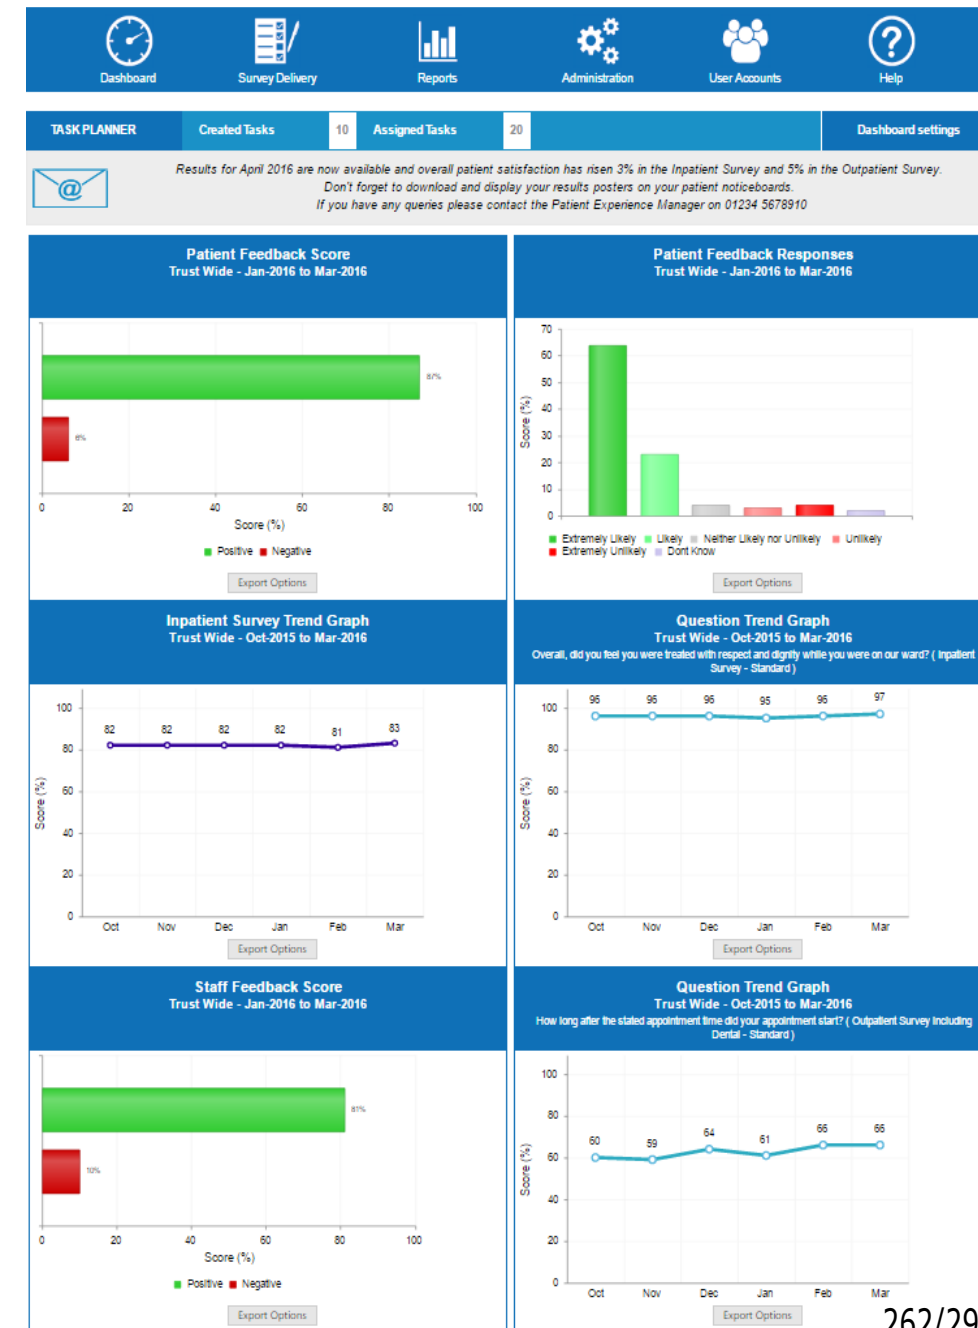 Dashboard
Survey Delivery
Reports
Administration
User Accounts
Help
TASK PLANNER Created Tasks 10 Assigned Tasks 20 Dashboard settings
Results for April 2016 are now available and overall patient satisfaction has risen 3% in the Inpatient Survey and 5% in the Outpatient Survey.
Don't forget to download and display your results posters on your patient noticeboards.
If you have any queries please contact the Patient Experience Manager on 01234 5678910
@
Patient Feedback Score
Trust Wide - Jan-2016 to Mar-2016
87%
6%
0 20 40 60 80 100
Score (%)
Positive Negative
Export Options
Patient Feedback Responses
Trust Wide - Jan-2016 to Mar-2016
70
60
50
40
30
20
10
0
Score (%)
Extremely Likely Likely Neither Likely nor Unlikely Unlikely
Extremely Unlikely Dont Know
Export Options
Inpatient Survey Trend Graph
Trust Wide - Oct-2015 to Mar-2016
100
80
60
40
20
0
Score (%)
82 82 82 82 81 83
Oct Nov Dec Jan Feb Mar
Export Options
Question Trend Graph
Trust Wide - Oct-2015 to Mar-2016
Overall, did you feel you were treated with respect and dignity while you were on our ward? ( Inpatient
Survey - Standard )
100
80
60
40
20
0
Score (%)
96 96 96 95 96 97
Oct Nov Dec Jan Feb Mar
Export Options
Staff Feedback Score
Trust Wide - Jan-2016 to Mar-2016
81%
10%
0 20 40 60 80 100
Score (%)
Positive Negative
Export Options
Question Trend Graph
Trust Wide - Oct-2015 to Mar-2016
How long after the stated appointment time did your appointment start? ( Outpatient Survey Including
Dental - Standard )
100
80
60
40
20
0
Score (%)
60 59 64 61 66 66
Oct Nov Dec Jan Feb Mar
Export Options
262/29